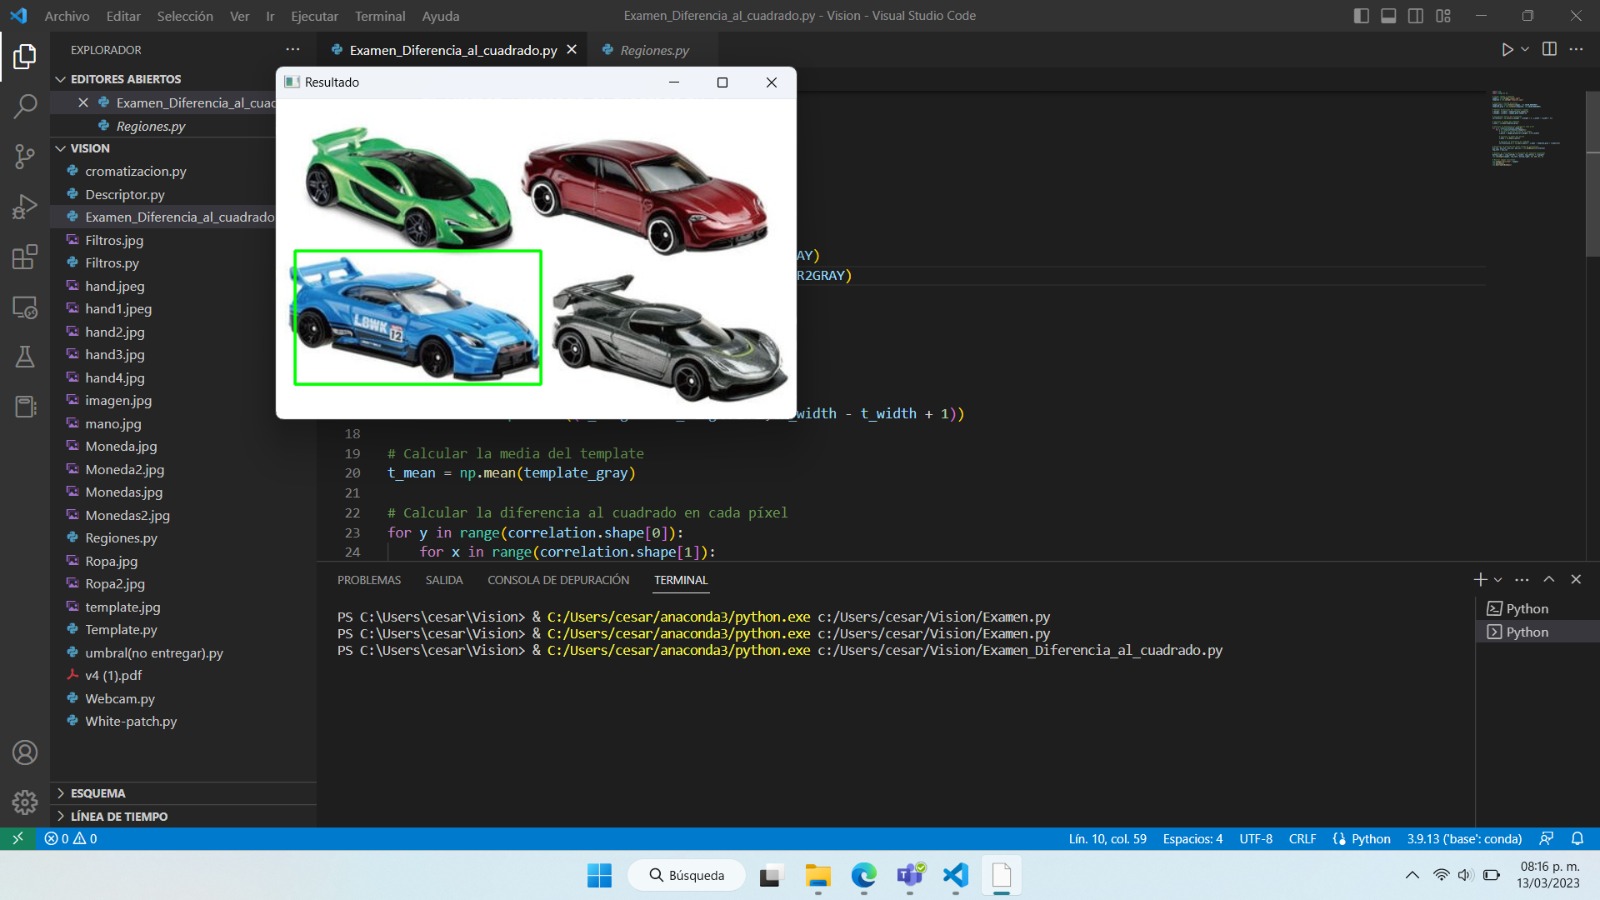 Archivo Editar Selección Ver Ir Ejecutar Terminal Ayuda
Examen_Diferencia_al_cuadrado.py - Vision - Visual Studio Code
EXPLORADOR
Examen_Diferencia_al_cuadrado.py
Regiones.py
EDITORES ABIERTOS
Examen_Diferencia_al_cuac
Regiones.py
VISION
cromatizacion.py
Descriptor.py
Examen_Diferencia_al_cuadrado
Filtros.jpg
Filtros.py
hand.jpeg
hand1.jpeg
hand2.jpg
hand3.jpg
hand4.jpg
imagen.jpg
mano.jpg
Moneda.jpg
Moneda2.jpg
Monedas.jpg
Monedas2.jpg
Regiones.py
Ropa.jpg
Ropa2.jpg
template.jpg
Template.py
umbral(no entregar).py
v4 (1).pdf
Webcam.py
White-patch.py
ESQUEMA
LÍNEA DE TIEMPO
Resultado
LBWK
12
AY)
R2GRAY)
width - t_width + 1))
18
19 # Calcular la media del template
20 t_mean = np.mean(template_gray)
21
22 # Calcular la diferencia al cuadrado en cada píxel
23 for y in range(correlation.shape[0]):
24 for x in range(correlation.shape[1]):
PROBLEMAS SALIDA CONSOLA DE DEPURACIÓN TERMINAL
PS C:\Users\cesar\Vision> & C:/Users/cesar/anaconda3/python.exe c:/Users/cesar/Vision/Examen.py
PS C:\Users\cesar\Vision> & C:/Users/cesar/anaconda3/python.exe c:/Users/cesar/Vision/Examen.py
PS C:\Users\cesar\Vision> & C:/Users/cesar/anaconda3/python.exe c:/Users/cesar/Vision/Examen_Diferencia_al_cuadrado.py
Python
Python
0 0
Lín. 10, col. 59 Espacios: 4 UTF-8 CRLF Python 3.9.13 ('base': conda)
Búsqueda
08:16 p. m.
13/03/2023